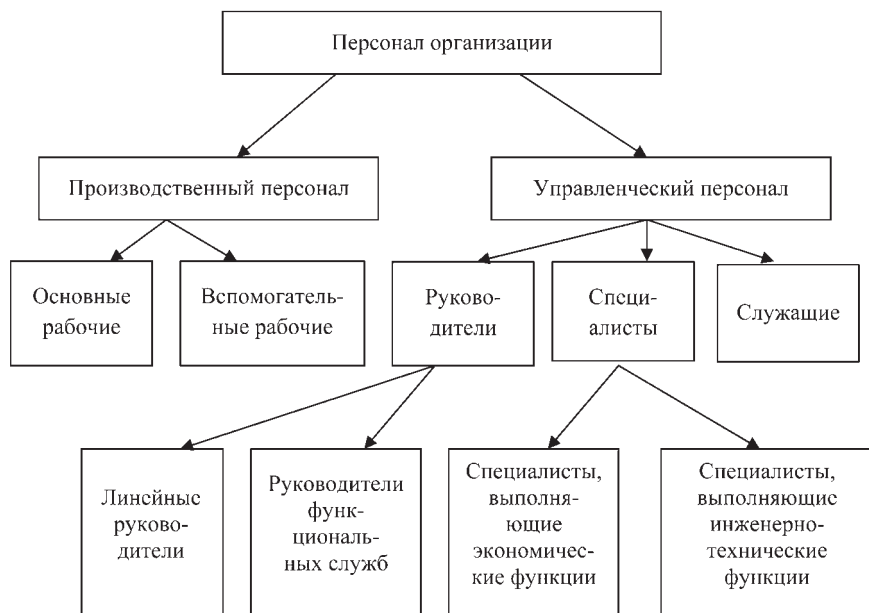 Персонал организации
Производственный персонал
Управленческий персонал
Основные
рабочие
Вспомогатель-
ные рабочие
Руково-
дители
Специ-
алисты
Служащие
Линейные
руково-
дители
Руководители
функ-
циональ-
ных служб
Специалисты,
выполня-
ющие
экономичес-
кие функции
Специалисты,
выполняющие
инженерно-
технические
функции